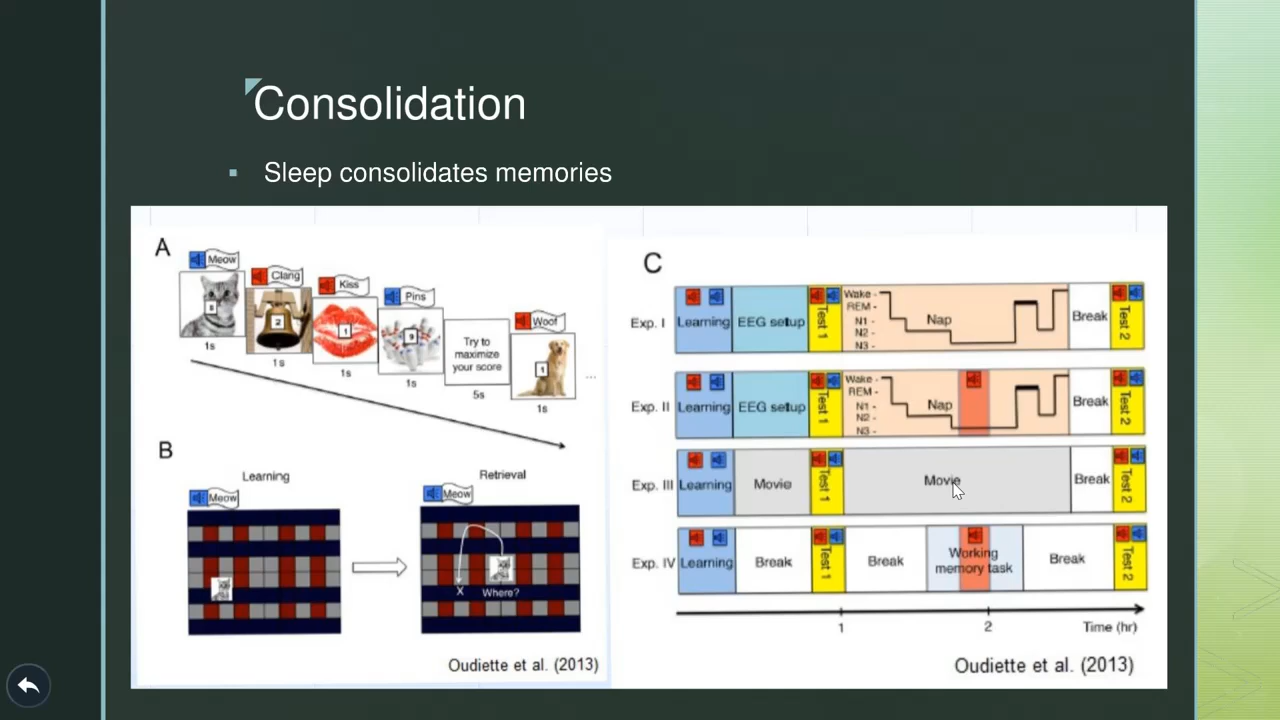 Consolidation
Sleep consolidates memories
A
Meow
Clang
Kiss
Pins
Woof
2
1
9
1
Try to
maximize
your score
...
1s
1s
1s
1s
5s
1s
B
Learning
Retrieval
Meow
Meow
X Where?
Oudiette et al. (2013)
C
Exp. I
Learning
EEG setup
Test 1
Wake -
REM -
N1 -
N2 -
N3 -
Nap
Break
Test 2
Exp. II
Learning
EEG setup
Test 1
Wake -
REM -
N1 -
N2 -
N3 -
Nap
Break
Test 2
Exp. III
Learning
Movie
Test 1
Movie
Break
Test 2
Exp. IV
Learning
Break
Test 1
Break
Working
memory task
Break
Test 2
1
2
Time (hr)
Oudiette et al. (2013)